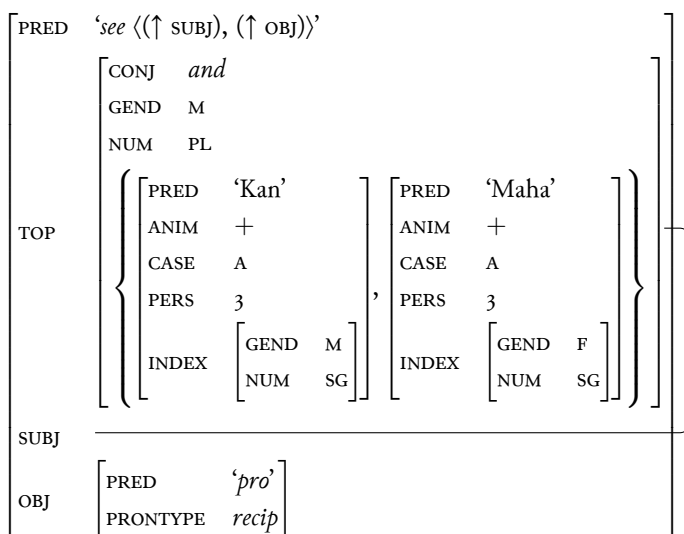 PRED ‘see ⟨(↑ SUBJ), (↑ OBJ)⟩’
CONJ and
GEND M
NUM PL
PRED ‘Kan’ PRED ‘Maha’
ANIM + ANIM +
TOP CASE A CASE A
PERS 3 , PERS 3
GEND M GEND F
INDEX INDEX
NUM SG NUM SG
SUBJ
PRED ‘pro’
OBJ
PRONTYPE recip